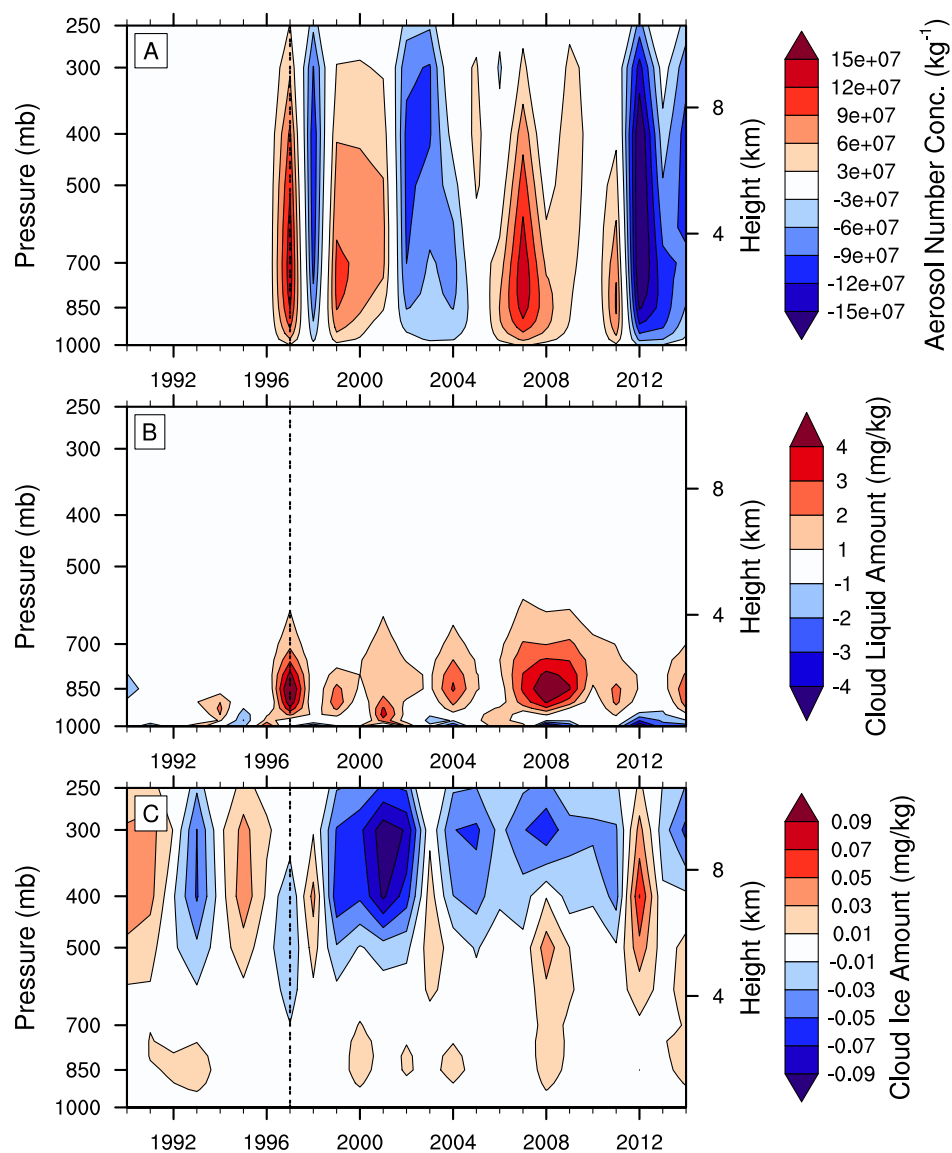 A
Pressure (mb)
250
300
400
500
700
850
1000
8
4
Height (km)
1992 1996 2000 2004 2008 2012
15e+07
12e+07
9e+07
6e+07
3e+07
-3e+07
-6e+07
-9e+07
-12e+07
-15e+07
Aerosol Number Conc. (kg⁻¹)
B
Pressure (mb)
250
300
400
500
700
850
1000
8
4
Height (km)
1992 1996 2000 2004 2008 2012
4
3
2
1
-1
-2
-3
-4
Cloud Liquid Amount (mg/kg)
C
Pressure (mb)
250
300
400
500
700
850
1000
8
4
Height (km)
1992 1996 2000 2004 2008 2012
0.09
0.07
0.05
0.03
0.01
-0.01
-0.03
-0.05
-0.07
-0.09
Cloud Ice Amount (mg/kg)